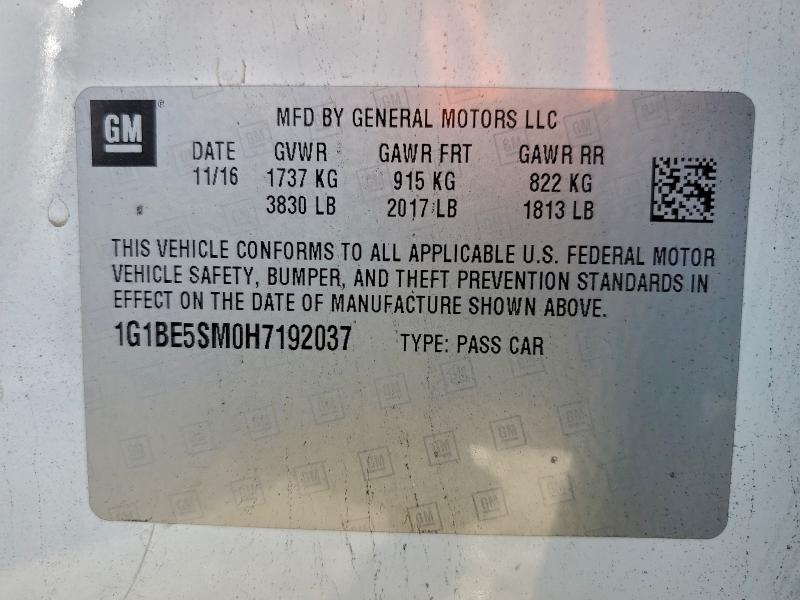 GM
MFD BY GENERAL MOTORS LLC
DATE GVWR GAWR FRT GAWR RR
11/16 1737 KG 915 KG 822 KG
3830 LB 2017 LB 1813 LB
THIS VEHICLE CONFORMS TO ALL APPLICABLE U.S. FEDERAL MOTOR
VEHICLE SAFETY, BUMPER, AND THEFT PREVENTION STANDARDS IN
EFFECT ON THE DATE OF MANUFACTURE SHOWN ABOVE.
1G1BE5SM0H7192037 TYPE: PASS CAR